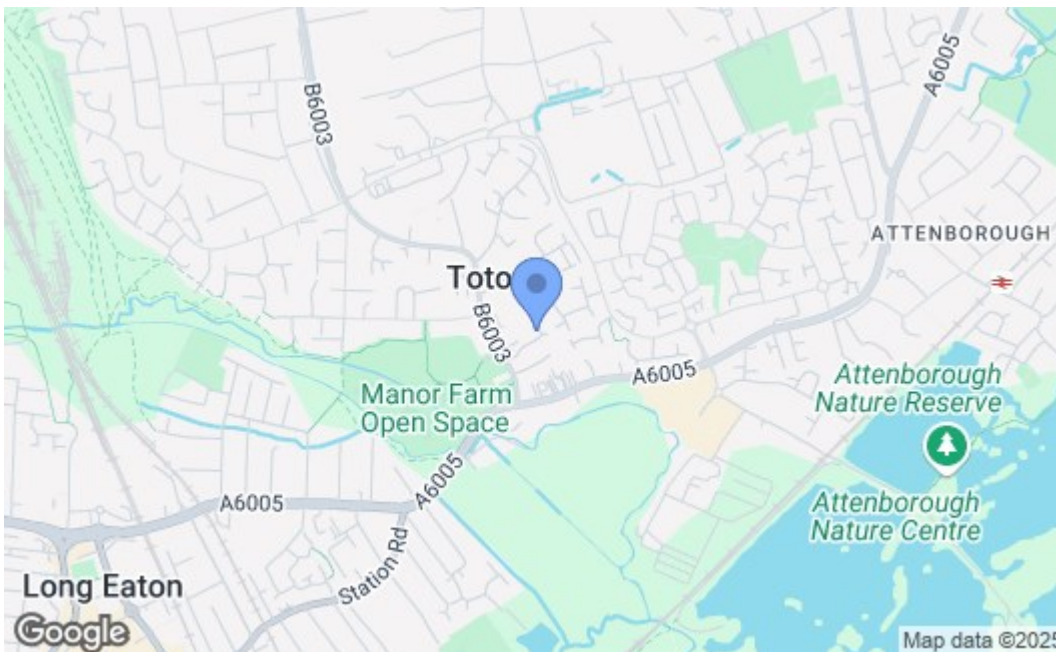 B6003
A6005
ATTENBOROUGH
Toto
B6003
A6005
Manor Farm
Open Space
Attenborough
Nature Reserve
A6005
A6005
Attenborough
Nature Centre
Station Rd
Long Eaton
Google
Map data ©2025